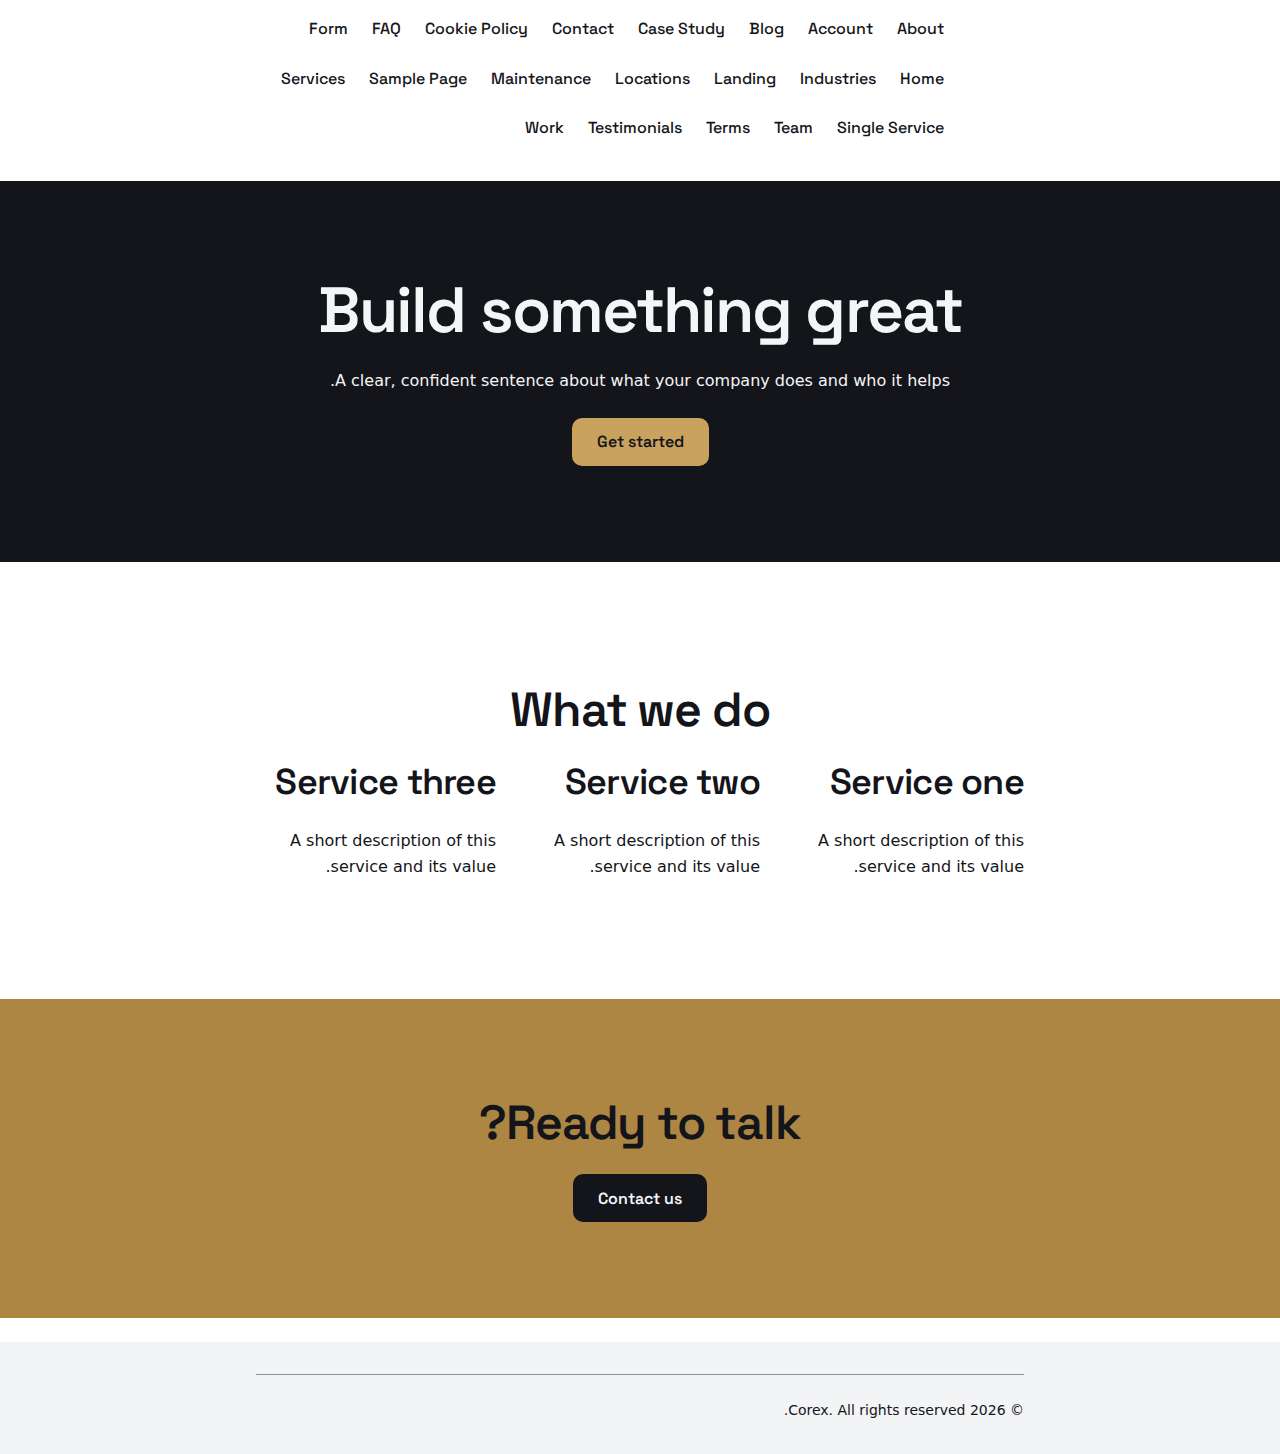 Form FAQ Cookie Policy Contact Case Study Blog Account About
Services Sample Page Maintenance Locations Landing Industries Home
Work Testimonials Terms Team Single Service
Build something great
.A clear, confident sentence about what your company does and who it helps
Get started
What we do
Service three
A short description of this
.service and its value
Service two
A short description of this
.service and its value
Service one
A short description of this
.service and its value
?Ready to talk
Contact us
.Corex. All rights reserved 2026 ©